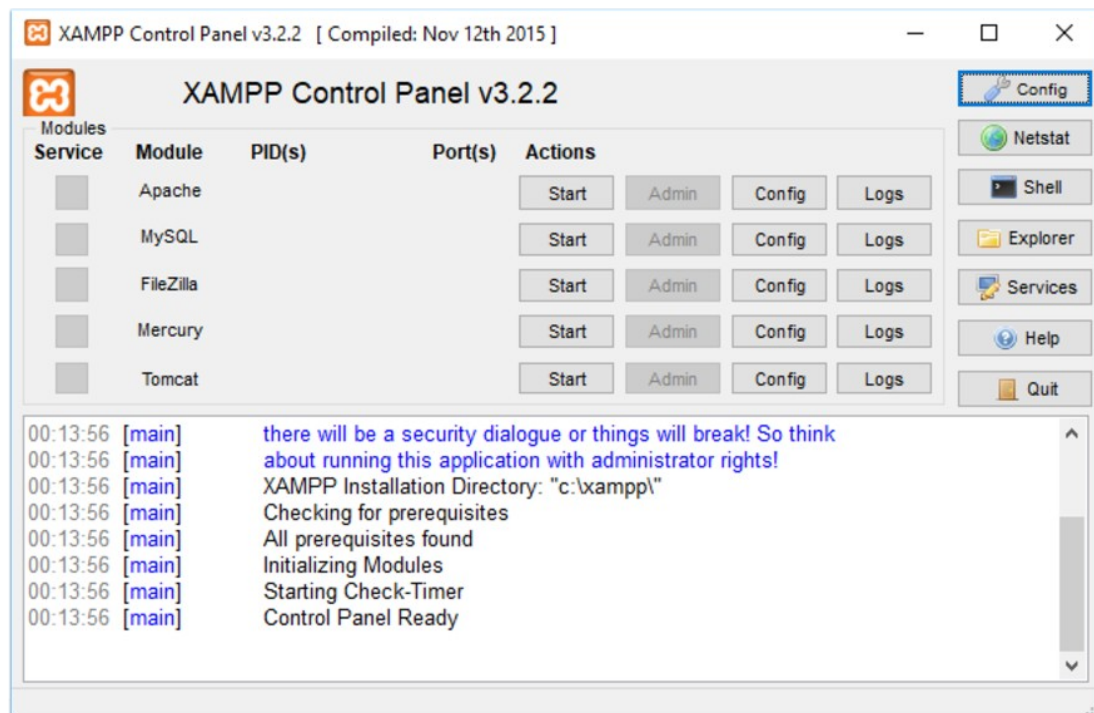 XAMPP Control Panel v3.2.2 [ Compiled: Nov 12th 2015 ]
XAMPP Control Panel v3.2.2
Config
Modules
Service Module PID(s) Port(s) Actions
Netstat
Apache Start Admin Config Logs
Shell
MySQL Start Admin Config Logs
Explorer
FileZilla Start Admin Config Logs
Services
Mercury Start Admin Config Logs
Help
Tomcat Start Admin Config Logs
Quit
00:13:56 [main] there will be a security dialogue or things will break! So think
00:13:56 [main] about running this application with administrator rights!
00:13:56 [main] XAMPP Installation Directory: "c:\xampp\"
00:13:56 [main] Checking for prerequisites
00:13:56 [main] All prerequisites found
00:13:56 [main] Initializing Modules
00:13:56 [main] Starting Check-Timer
00:13:56 [main] Control Panel Ready